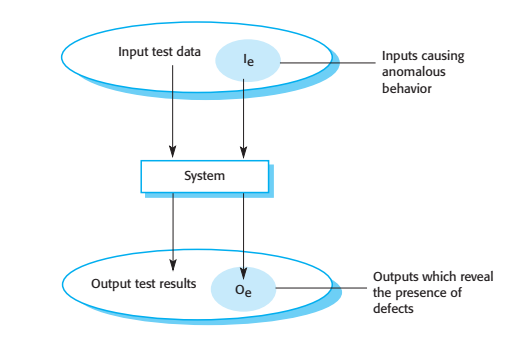 Input test data
Ie
Inputs causing
anomalous
behavior
System
Output test results
Oe
Outputs which reveal
the presence of
defects